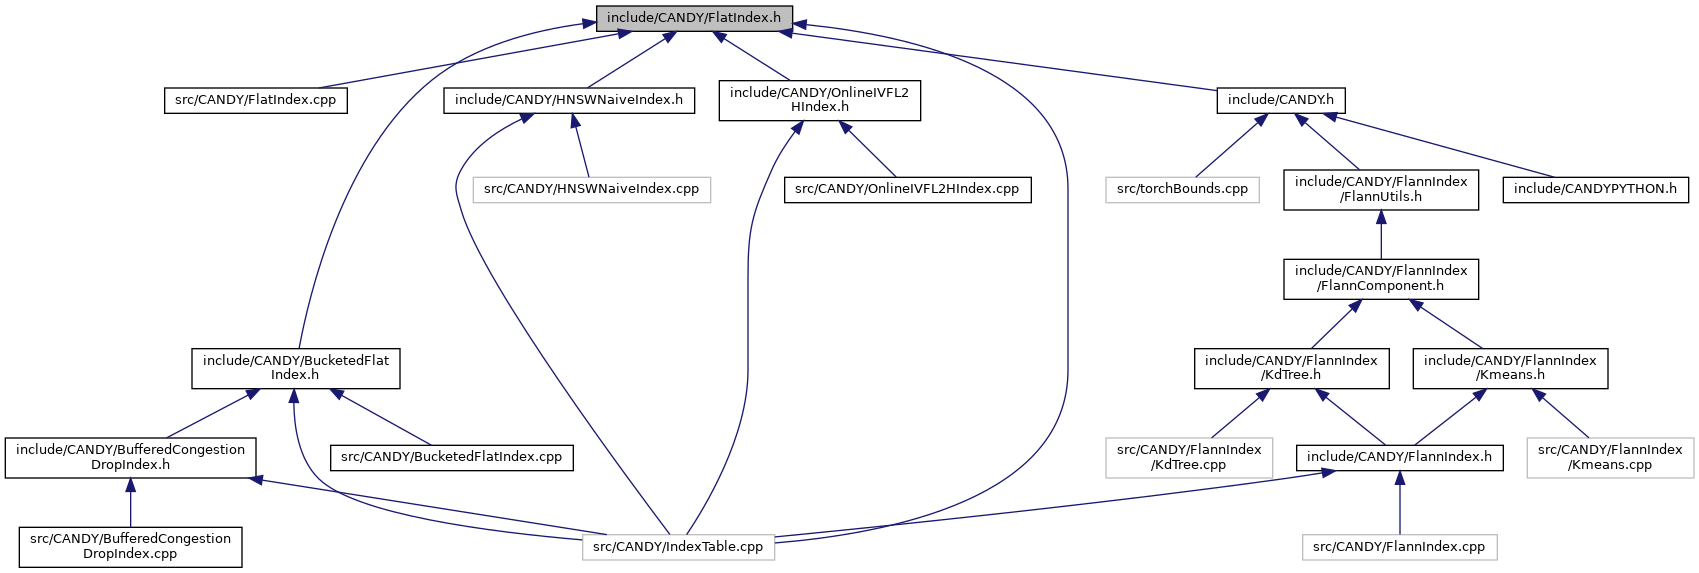 include/CANDY/FlatIndex.h
src/CANDY/FlatIndex.cpp
include/CANDY/HNSWNaiveIndex.h
include/CANDY/OnlineIVFL2
HIndex.h
include/CANDY.h
src/CANDY/HNSWNaiveIndex.cpp
src/CANDY/OnlineIVFL2HIndex.cpp
src/torchBounds.cpp
include/CANDY/FlannIndex
/FlannUtils.h
include/CANDYPYTHON.h
include/CANDY/FlannIndex
/FlannComponent.h
include/CANDY/BucketedFlat
Index.h
include/CANDY/FlannIndex
/KdTree.h
include/CANDY/FlannIndex
/Kmeans.h
include/CANDY/BufferedCongestion
DropIndex.h
src/CANDY/BucketedFlatIndex.cpp
src/CANDY/FlannIndex
/KdTree.cpp
include/CANDY/FlannIndex.h
src/CANDY/FlannIndex
/Kmeans.cpp
src/CANDY/BufferedCongestion
DropIndex.cpp
src/CANDY/IndexTable.cpp
src/CANDY/FlannIndex.cpp